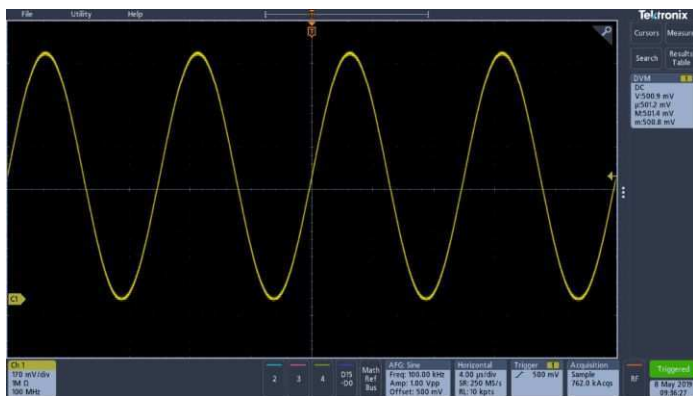 File Utility Help
Tektronix
Cursors Measure
Search Results Table
DVM 1
DC
V:500.9 mV
µ:501.2 mV
M:501.4 mV
m:500.8 mV
C1
Ch 1
170 mV/div
1M Ω
100 MHz
2 3 4 D15-D0
Math Ref Bus
AFG: Sine
Freq: 100.00 kHz
Amp: 1.00 Vpp
Offset: 500 mV
Horizontal
4.00 µs/div
SR: 250 MS/s
RL: 10 kpts
Trigger 1
500 mV
Acquisition
Sample
762.0 kAcqs
RF
Triggered
8 May 2019
09:36:27